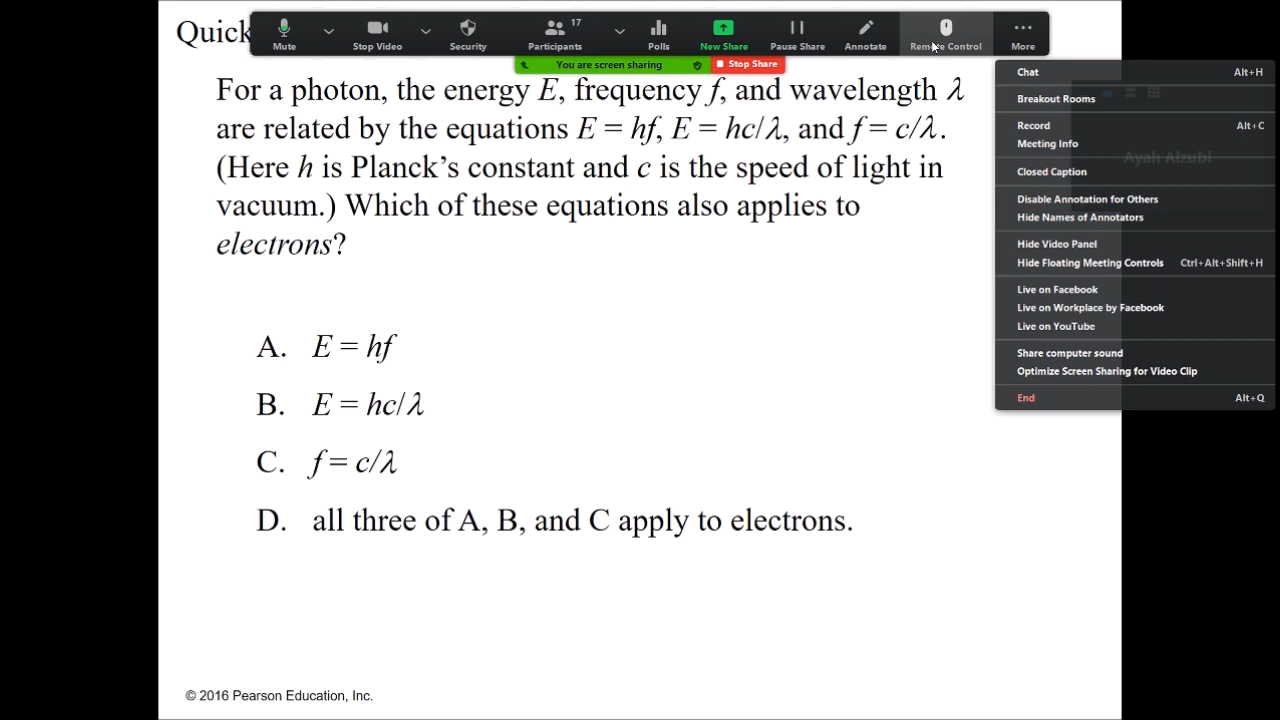 Quick
Mute
Stop Video
Security
Participants
17
Polls
New Share
Pause Share
Annotate
Remote Control
More
You are screen sharing
Stop Share
For a photon, the energy E, frequency f, and wavelength λ
are related by the equations E = hf, E = hc/λ, and f = c/λ.
(Here h is Planck’s constant and c is the speed of light in
vacuum.) Which of these equations also applies to
electrons?
A. E = hf
B. E = hc/λ
C. f = c/λ
D. all three of A, B, and C apply to electrons.
© 2016 Pearson Education, Inc.
Chat Alt+H
Breakout Rooms
Record Alt+C
Meeting Info
Ayah Alzubi
Closed Caption
Disable Annotation for Others
Hide Names of Annotators
Hide Video Panel
Hide Floating Meeting Controls Ctrl+Alt+Shift+H
Live on Facebook
Live on Workplace by Facebook
Live on YouTube
Share computer sound
Optimize Screen Sharing for Video Clip
End Alt+Q